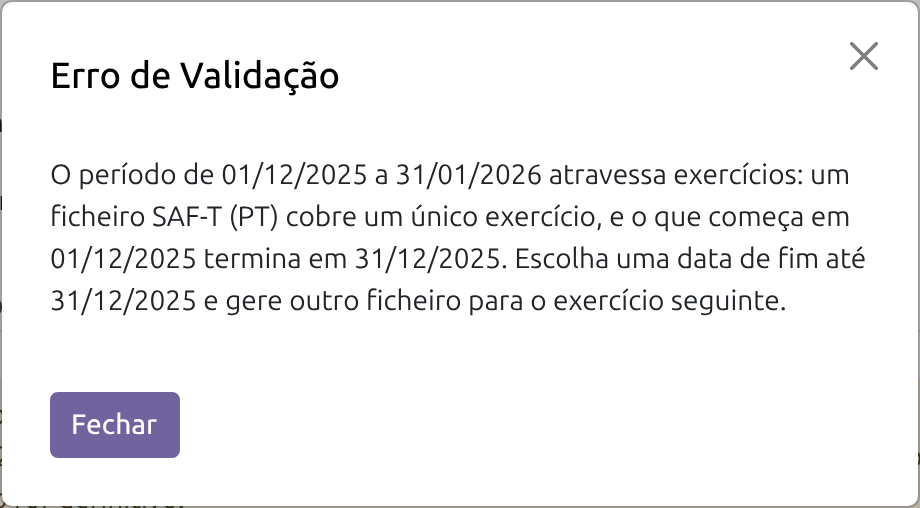 Erro de Validação
O período de 01/12/2025 a 31/01/2026 atravessa exercícios: um
ficheiro SAF-T (PT) cobre um único exercício, e o que começa em
01/12/2025 termina em 31/12/2025. Escolha uma data de fim até
31/12/2025 e gere outro ficheiro para o exercício seguinte.
Fechar